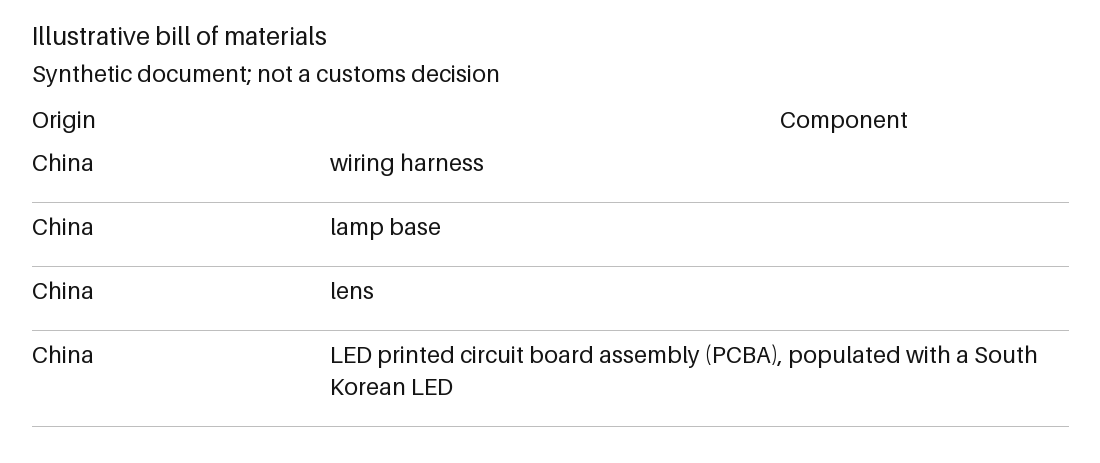 Illustrative bill of materials
Synthetic document; not a customs decision
Origin Component
China wiring harness
China lamp base
China lens
China LED printed circuit board assembly (PCBA), populated with a South
Korean LED